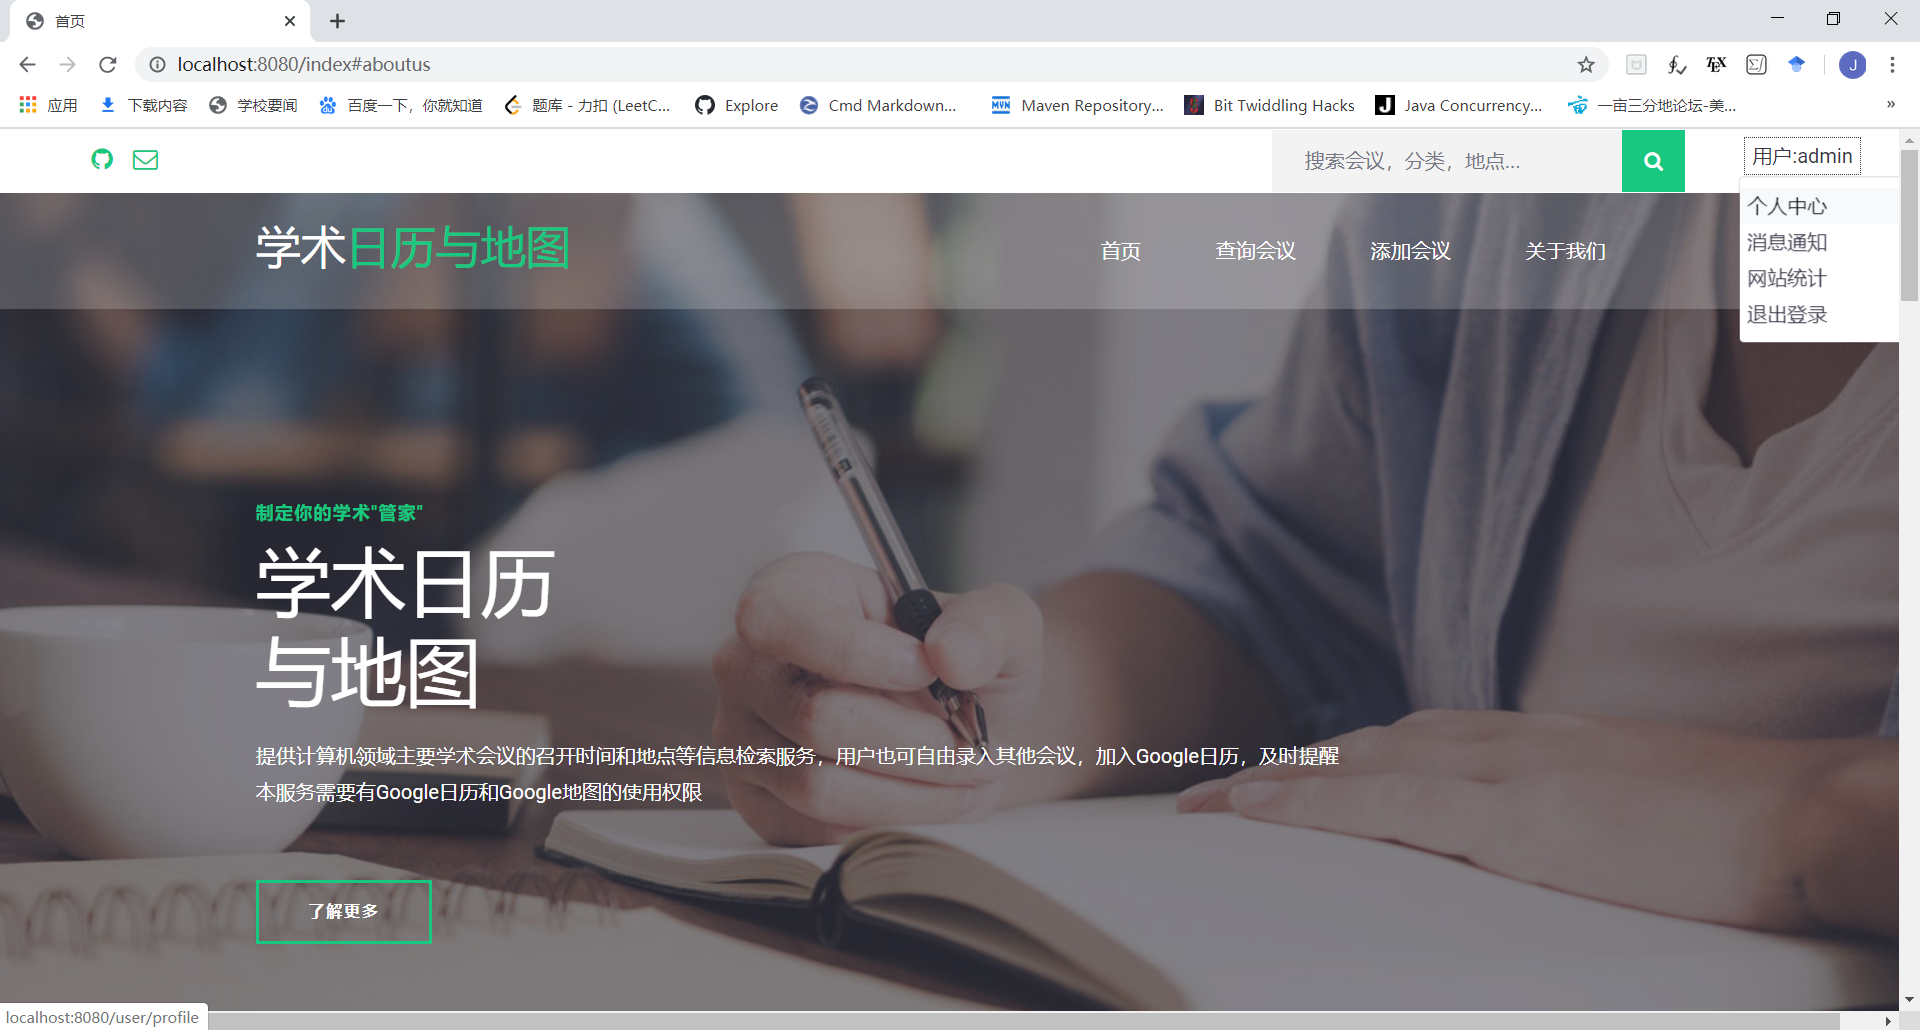 首页
localhost:8080/index#aboutus
J
应用
下载内容
学校要闻
百度一下，你就知道
题库 - 力扣 (LeetC...
Explore
Cmd Markdown...
Maven Repository...
Bit Twiddling Hacks
Java Concurrency...
一亩三分地论坛-美...
»
搜索会议，分类，地点...
用户:admin
个人中心
消息通知
网站统计
退出登录
学术日历与地图
首页
查询会议
添加会议
关于我们
制定你的学术"管家"
学术日历
与地图
提供计算机领域主要学术会议的召开时间和地点等信息检索服务，用户也可自由录入其他会议，加入Google日历，及时提醒
本服务需要有Google日历和Google地图的使用权限
了解更多
localhost:8080/user/profile